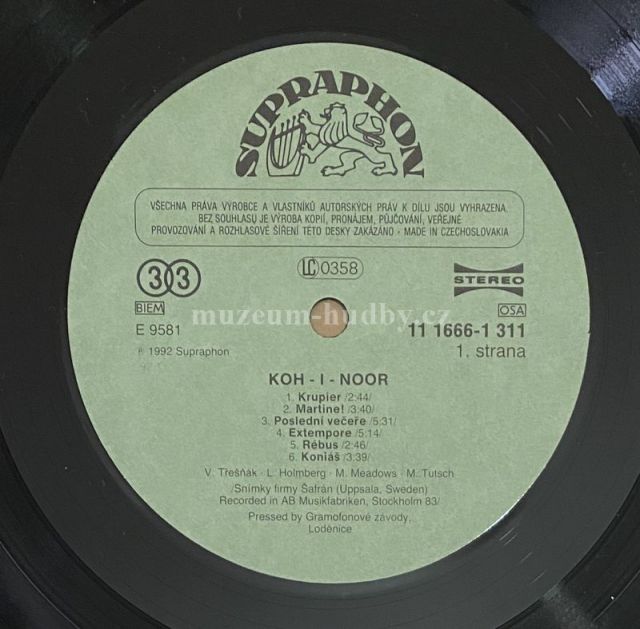 SUPRAPHON
VŠECHNA PRÁVA VÝROBCE A VLASTNÍKŮ AUTORSKÝCH PRÁV K DÍLU JSOU VYHRAZENA.
BEZ SOUHLASU JE VÝROBA KOPIÍ, PRONÁJEM, PŮJČOVÁNÍ, VEŘEJNÉ
PROVOZOVÁNÍ A ROZHLASOVÉ ŠÍŘENÍ TÉTO DESKY ZAKÁZÁNO · MADE IN CZECHOSLOVAKIA
33 LC 0358 STEREO
BIEM OSA
muzeum-hudby.cz
E 9581 11 1666-1 311
℗ 1992 Supraphon 1. strana
KOH - I - NOOR
1. Krupier /2:44/
2. Martine! /3:40/
3. Poslední večeře /5:31/
4. Extempore /5:14/
5. Rébus /2:46/
6. Koniáš /3:39/
V. Třešňák · L. Holmberg · M. Meadows · M. Tutsch
/Snímky firmy Šafrán (Uppsala, Sweden)
Recorded in AB Musikfabriken, Stockholm 83/
Pressed by Gramofonové závody,
Loděnice